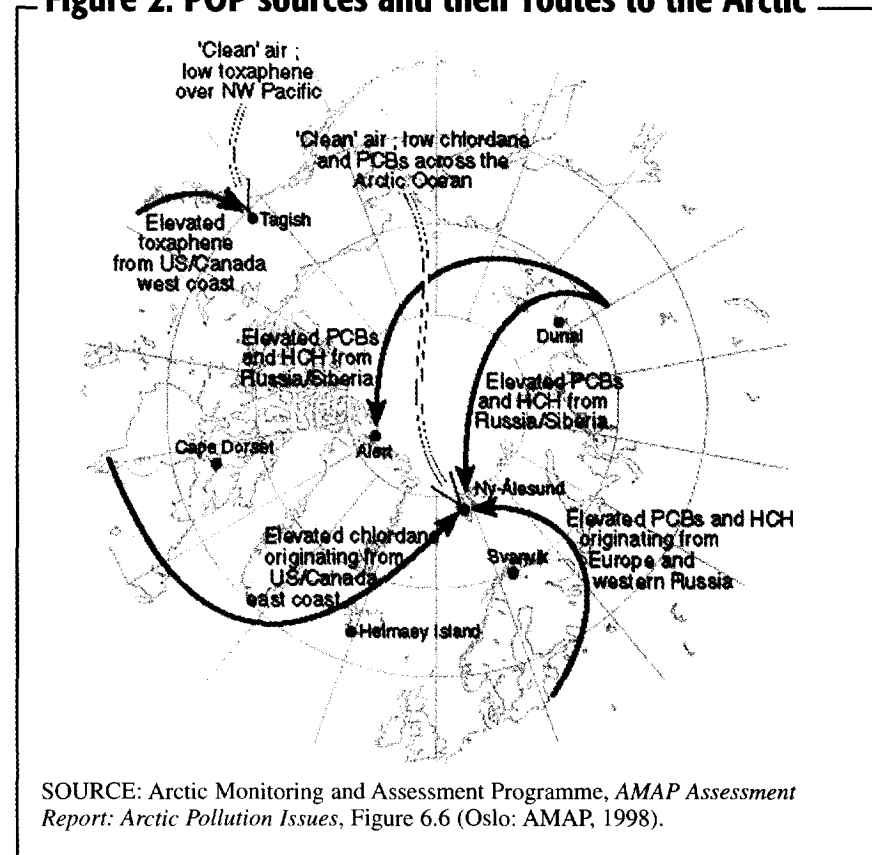 Figure 2. POP sources and their routes to the Arctic
'Clean' air ;
low toxaphene
over NW Pacific
'Clean' air ; low chlordane
and PCBs across the
Arctic Ocean
Tagish
Elevated
toxaphene
from US/Canada
west coast
Elevated PCBs
and HCH from
Russia/Siberia
Dunai
Elevated PCBs
and HCH from
Russia/Siberia
Cape Dorset
Alert
Ny-Ålesund
Elevated chlordane
originating from
US/Canada
east coast
Elevated PCBs and HCH
originating from
Europe and
western Russia
Svanvik
Heimaey Island
SOURCE: Arctic Monitoring and Assessment Programme, AMAP Assessment
Report: Arctic Pollution Issues, Figure 6.6 (Oslo: AMAP, 1998).